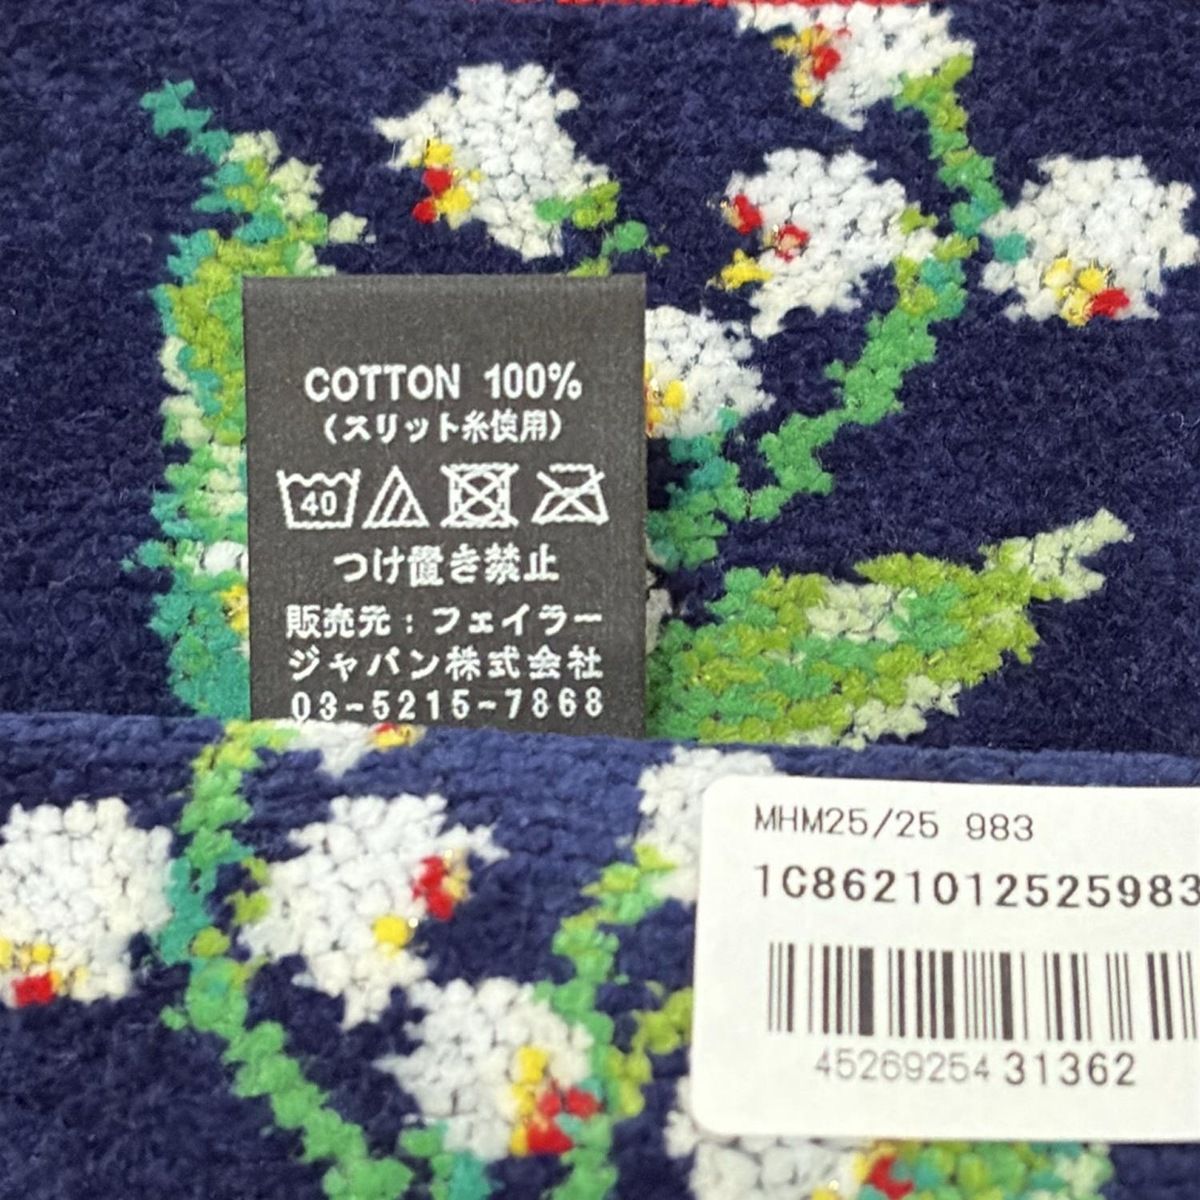 COTTON 100%
(スリット糸使用)
40
つけ置き禁止
販売元:フェイラー
ジャパン株式会社
03-5215-7868
MHM25/25 983
1C8621012525983
4526925431362